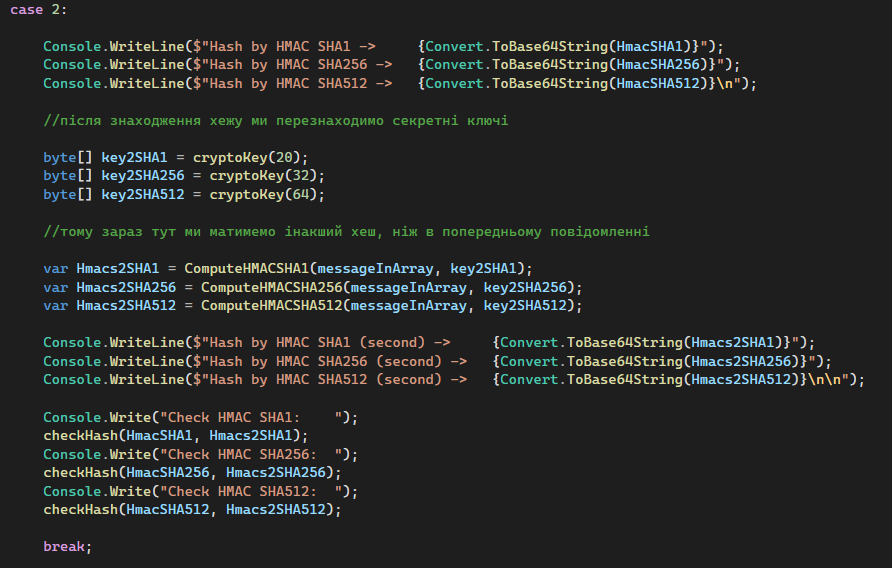 case 2:
Console.WriteLine($"Hash by HMAC SHA1 ->     {Convert.ToBase64String(HmacSHA1)}");
Console.WriteLine($"Hash by HMAC SHA256 ->   {Convert.ToBase64String(HmacSHA256)}");
Console.WriteLine($"Hash by HMAC SHA512 ->   {Convert.ToBase64String(HmacSHA512)}\n");
//після знаходження хежу ми перезнаходимо секретні ключі
byte[] key2SHA1 = cryptoKey(20);
byte[] key2SHA256 = cryptoKey(32);
byte[] key2SHA512 = cryptoKey(64);
//тому зараз тут ми матимемо інакший хеш, ніж в попередньому повідомленні
var Hmacs2SHA1 = ComputeHMACSHA1(messageInArray, key2SHA1);
var Hmacs2SHA256 = ComputeHMACSHA256(messageInArray, key2SHA256);
var Hmacs2SHA512 = ComputeHMACSHA512(messageInArray, key2SHA512);
Console.WriteLine($"Hash by HMAC SHA1 (second) ->     {Convert.ToBase64String(Hmacs2SHA1)}");
Console.WriteLine($"Hash by HMAC SHA256 (second) ->   {Convert.ToBase64String(Hmacs2SHA256)}");
Console.WriteLine($"Hash by HMAC SHA512 (second) ->   {Convert.ToBase64String(Hmacs2SHA512)}\n\n");
Console.Write("Check HMAC SHA1:    ");
checkHash(HmacSHA1, Hmacs2SHA1);
Console.Write("Check HMAC SHA256:  ");
checkHash(HmacSHA256, Hmacs2SHA256);
Console.Write("Check HMAC SHA512:  ");
checkHash(HmacSHA512, Hmacs2SHA512);
break;